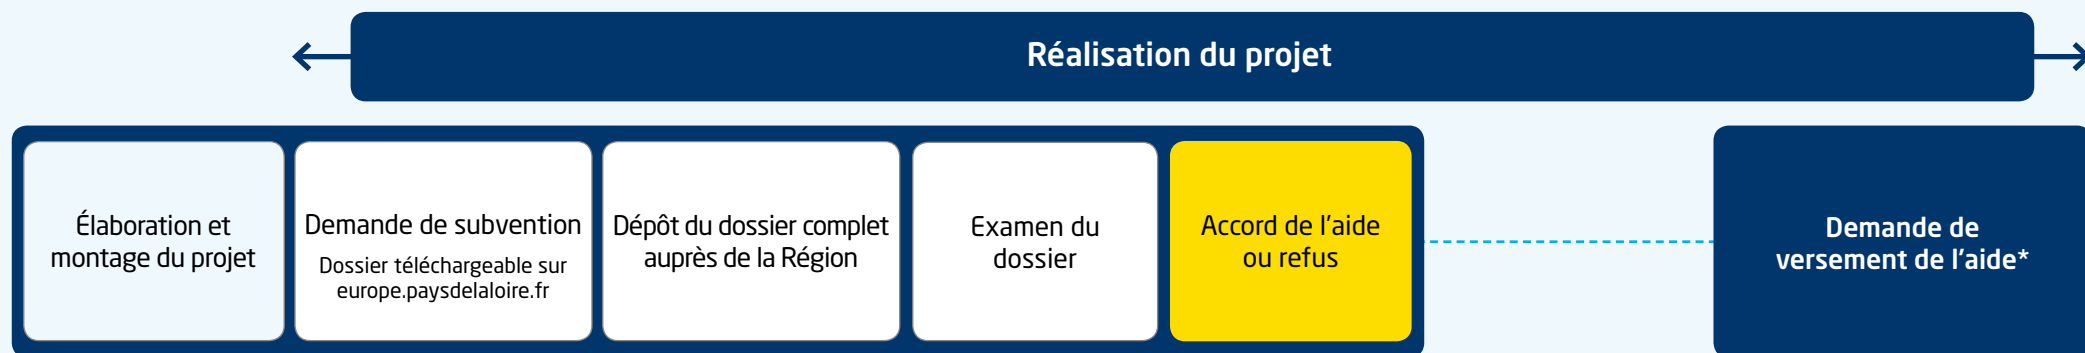 Réalisation du projet
Élaboration et
montage du projet
Demande de subvention
Dossier téléchargeable sur
europe.paysdelaloire.fr
Dépôt du dossier complet
auprès de la Région
Examen du
dossier
Accord de l'aide
ou refus
Demande de
versement de l'aide*